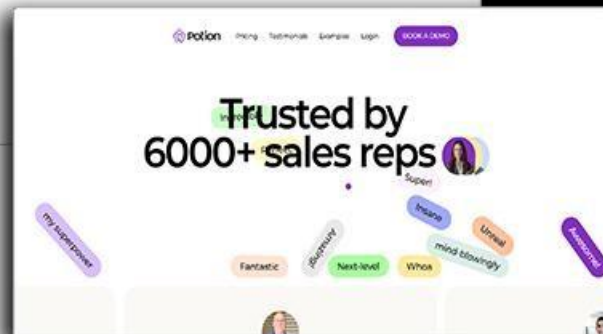 Potion
Pricing Testimonials Examples Login BOOK A DEMO
Trusted by
6000+ sales reps
Super!
my superpower
Insane
Unreal
Amazing!
mind-blowingly
Awesome!
Fantastic
Next-level
Whoa